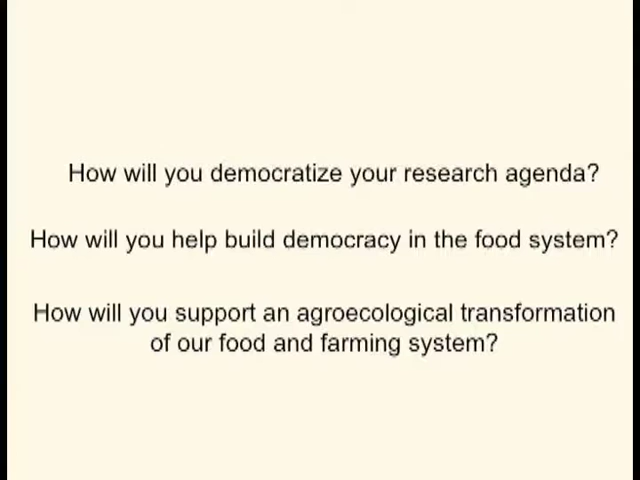 How will you democratize your research agenda?
How will you help build democracy in the food system?
How will you support an agroecological transformation
of our food and farming system?